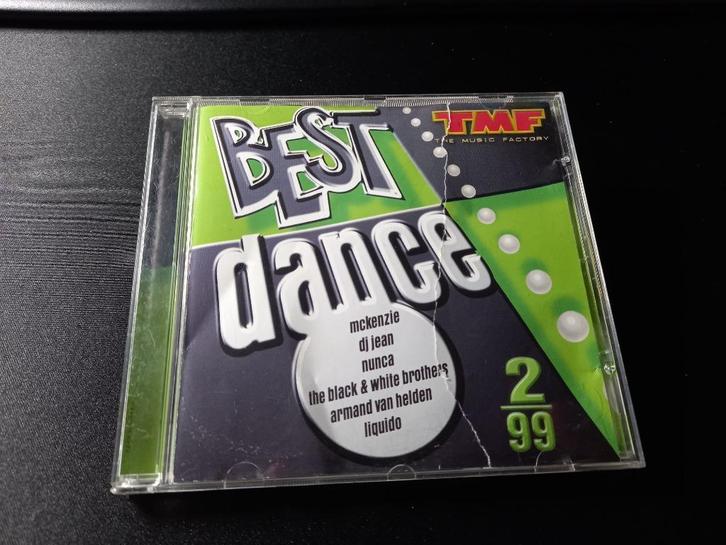 BEST
TMF
THE MUSIC FACTORY
dance
mckenzie
dj jean
nunca
the black & white brothers
armand van helden
liquido
2
99